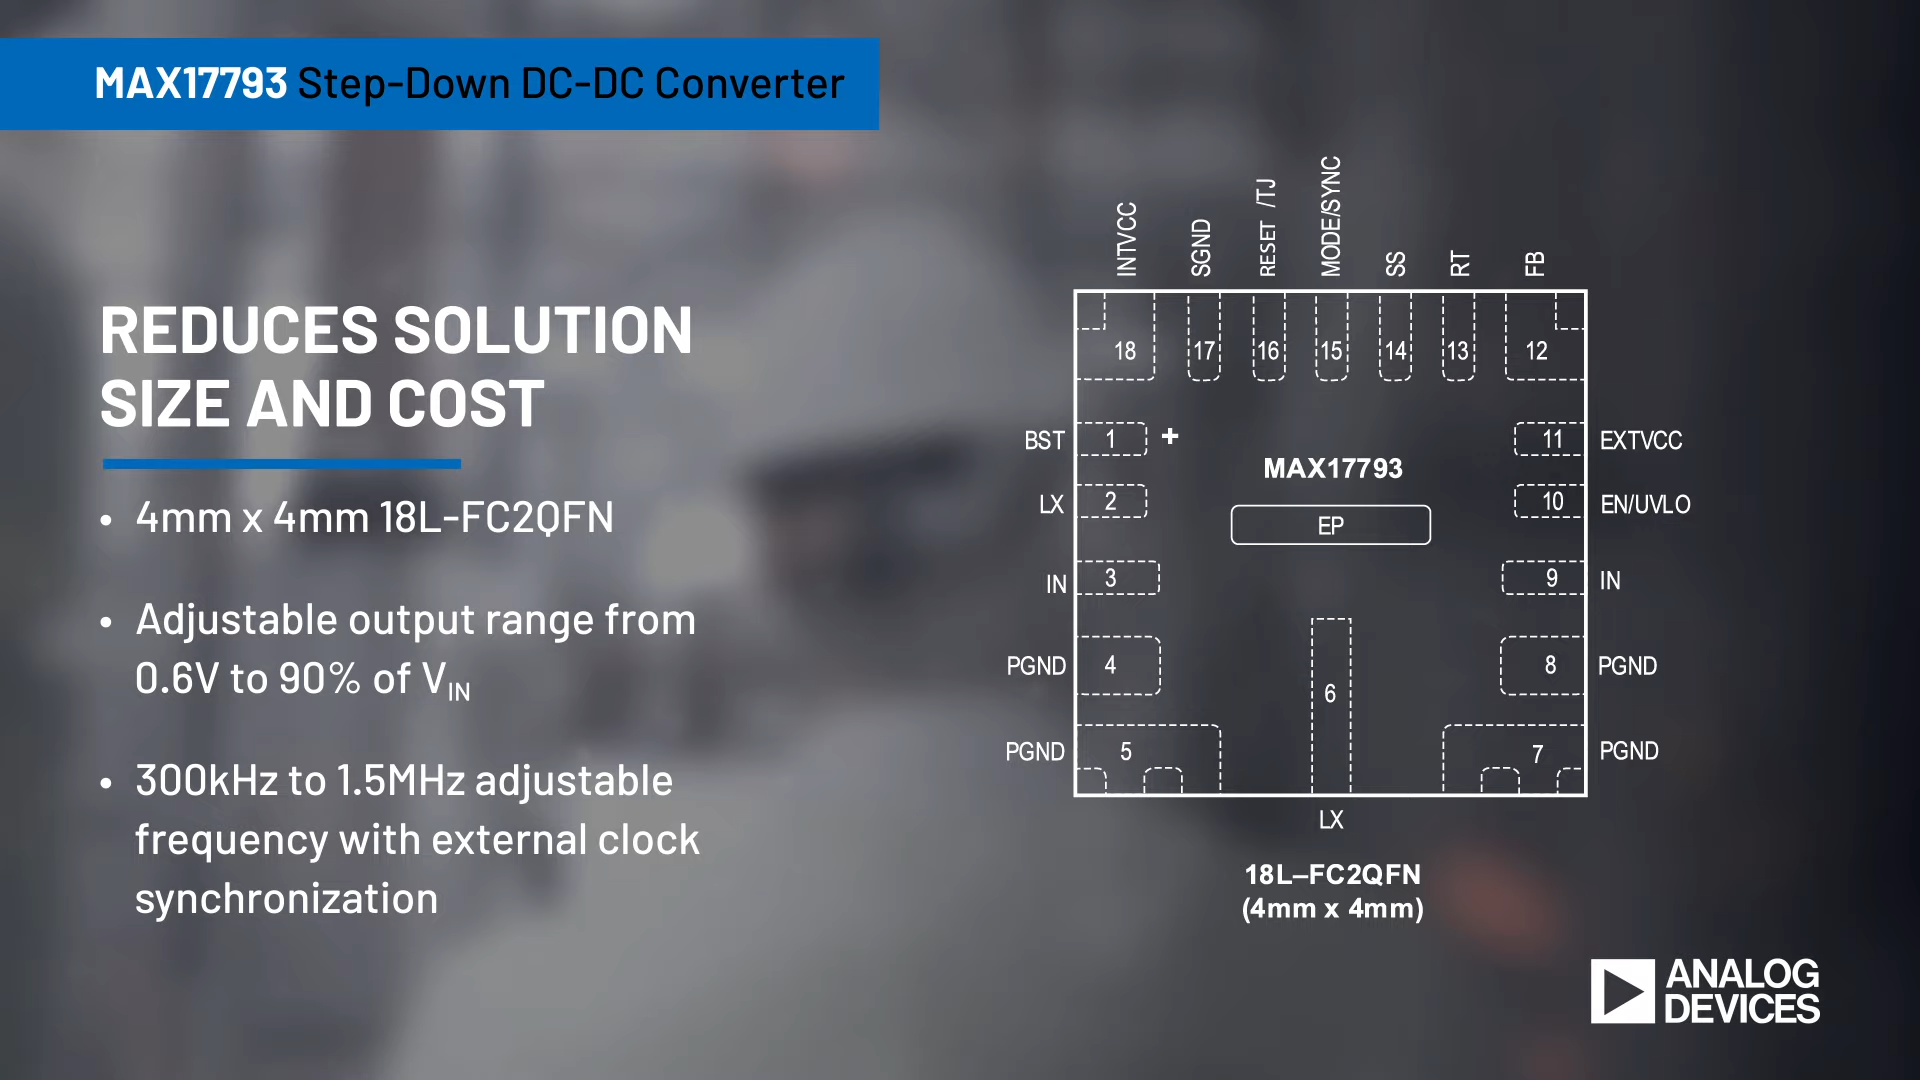 MAX17793 Step-Down DC-DC Converter
REDUCES SOLUTION
SIZE AND COST
• 4mm x 4mm 18L-FC2QFN
• Adjustable output range from
0.6V to 90% of VIN
• 300kHz to 1.5MHz adjustable
frequency with external clock
synchronization
INTVCC SGND RESET /TJ MODE/SYNC SS RT FB
18 17 16 15 14 13 12
BST 1 + 11 EXTVCC
MAX17793
LX 2 10 EN/UVLO
EP
IN 3 9 IN
PGND 4 8 PGND
6
PGND 5 7 PGND
LX
18L–FC2QFN
(4mm x 4mm)
ANALOG
DEVICES